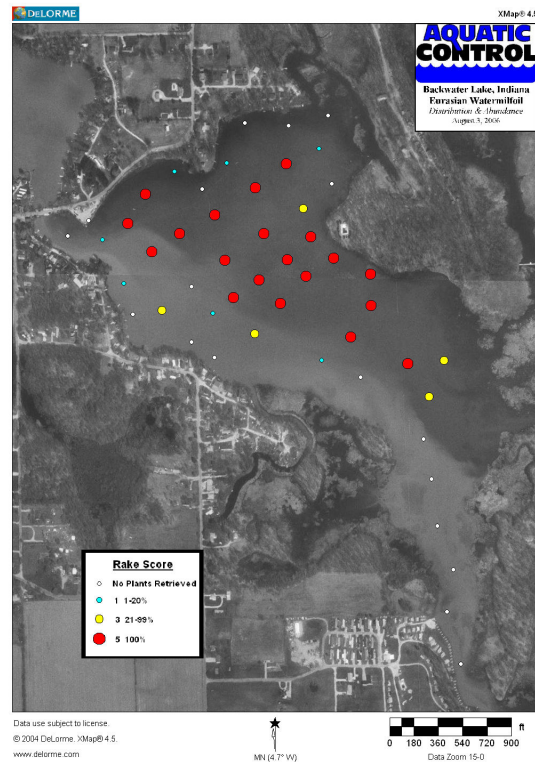 DELORME
XMap® 4.5
AQUATIC
CONTROL
Backwater Lake, Indiana
Eurasian Watermilfoil
Distribution & Abundance
August 3, 2006
Rake Score
No Plants Retrieved
1 1-20%
3 21-99%
5 100%
Data use subject to license.
© 2004 DeLorme. XMap® 4.5.
www.delorme.com
MN (4.7° W)
ft
0 180 360 540 720 900
Data Zoom 15-0